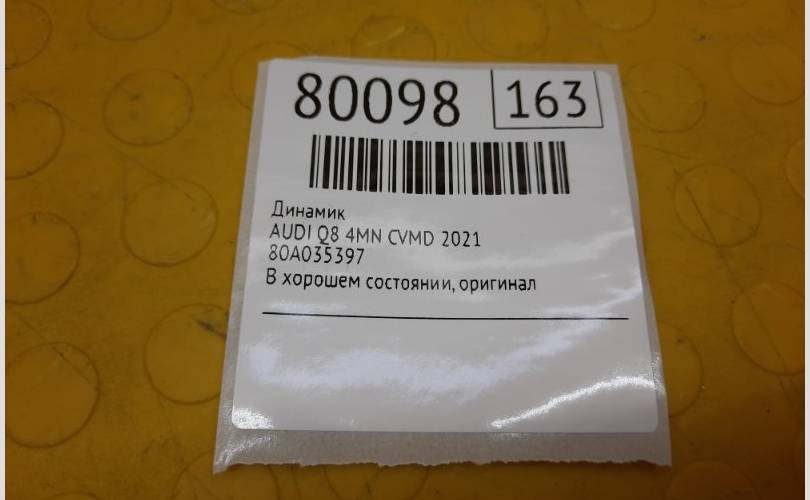 80098 163
Динамик
AUDI Q8 4MN CVMD 2021
80A035397
В хорошем состоянии, оригинал